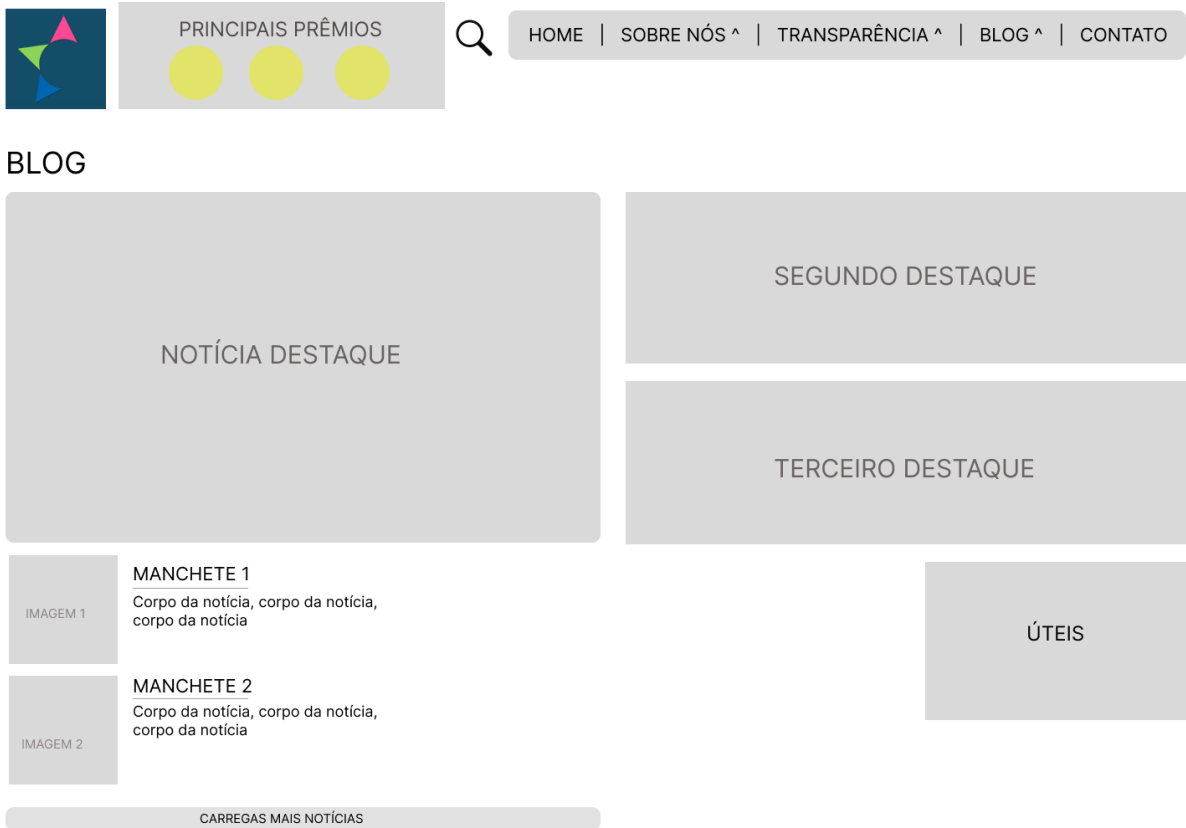 PRINCIPAIS PRÊMIOS
HOME | SOBRE NÓS ^ | TRANSPARÊNCIA ^ | BLOG ^ | CONTATO
BLOG
NOTÍCIA DESTAQUE
SEGUNDO DESTAQUE
TERCEIRO DESTAQUE
IMAGEM 1
MANCHETE 1
Corpo da notícia, corpo da notícia,
corpo da notícia
IMAGEM 2
MANCHETE 2
Corpo da notícia, corpo da notícia,
corpo da notícia
ÚTEIS
CARREGAS MAIS NOTÍCIAS